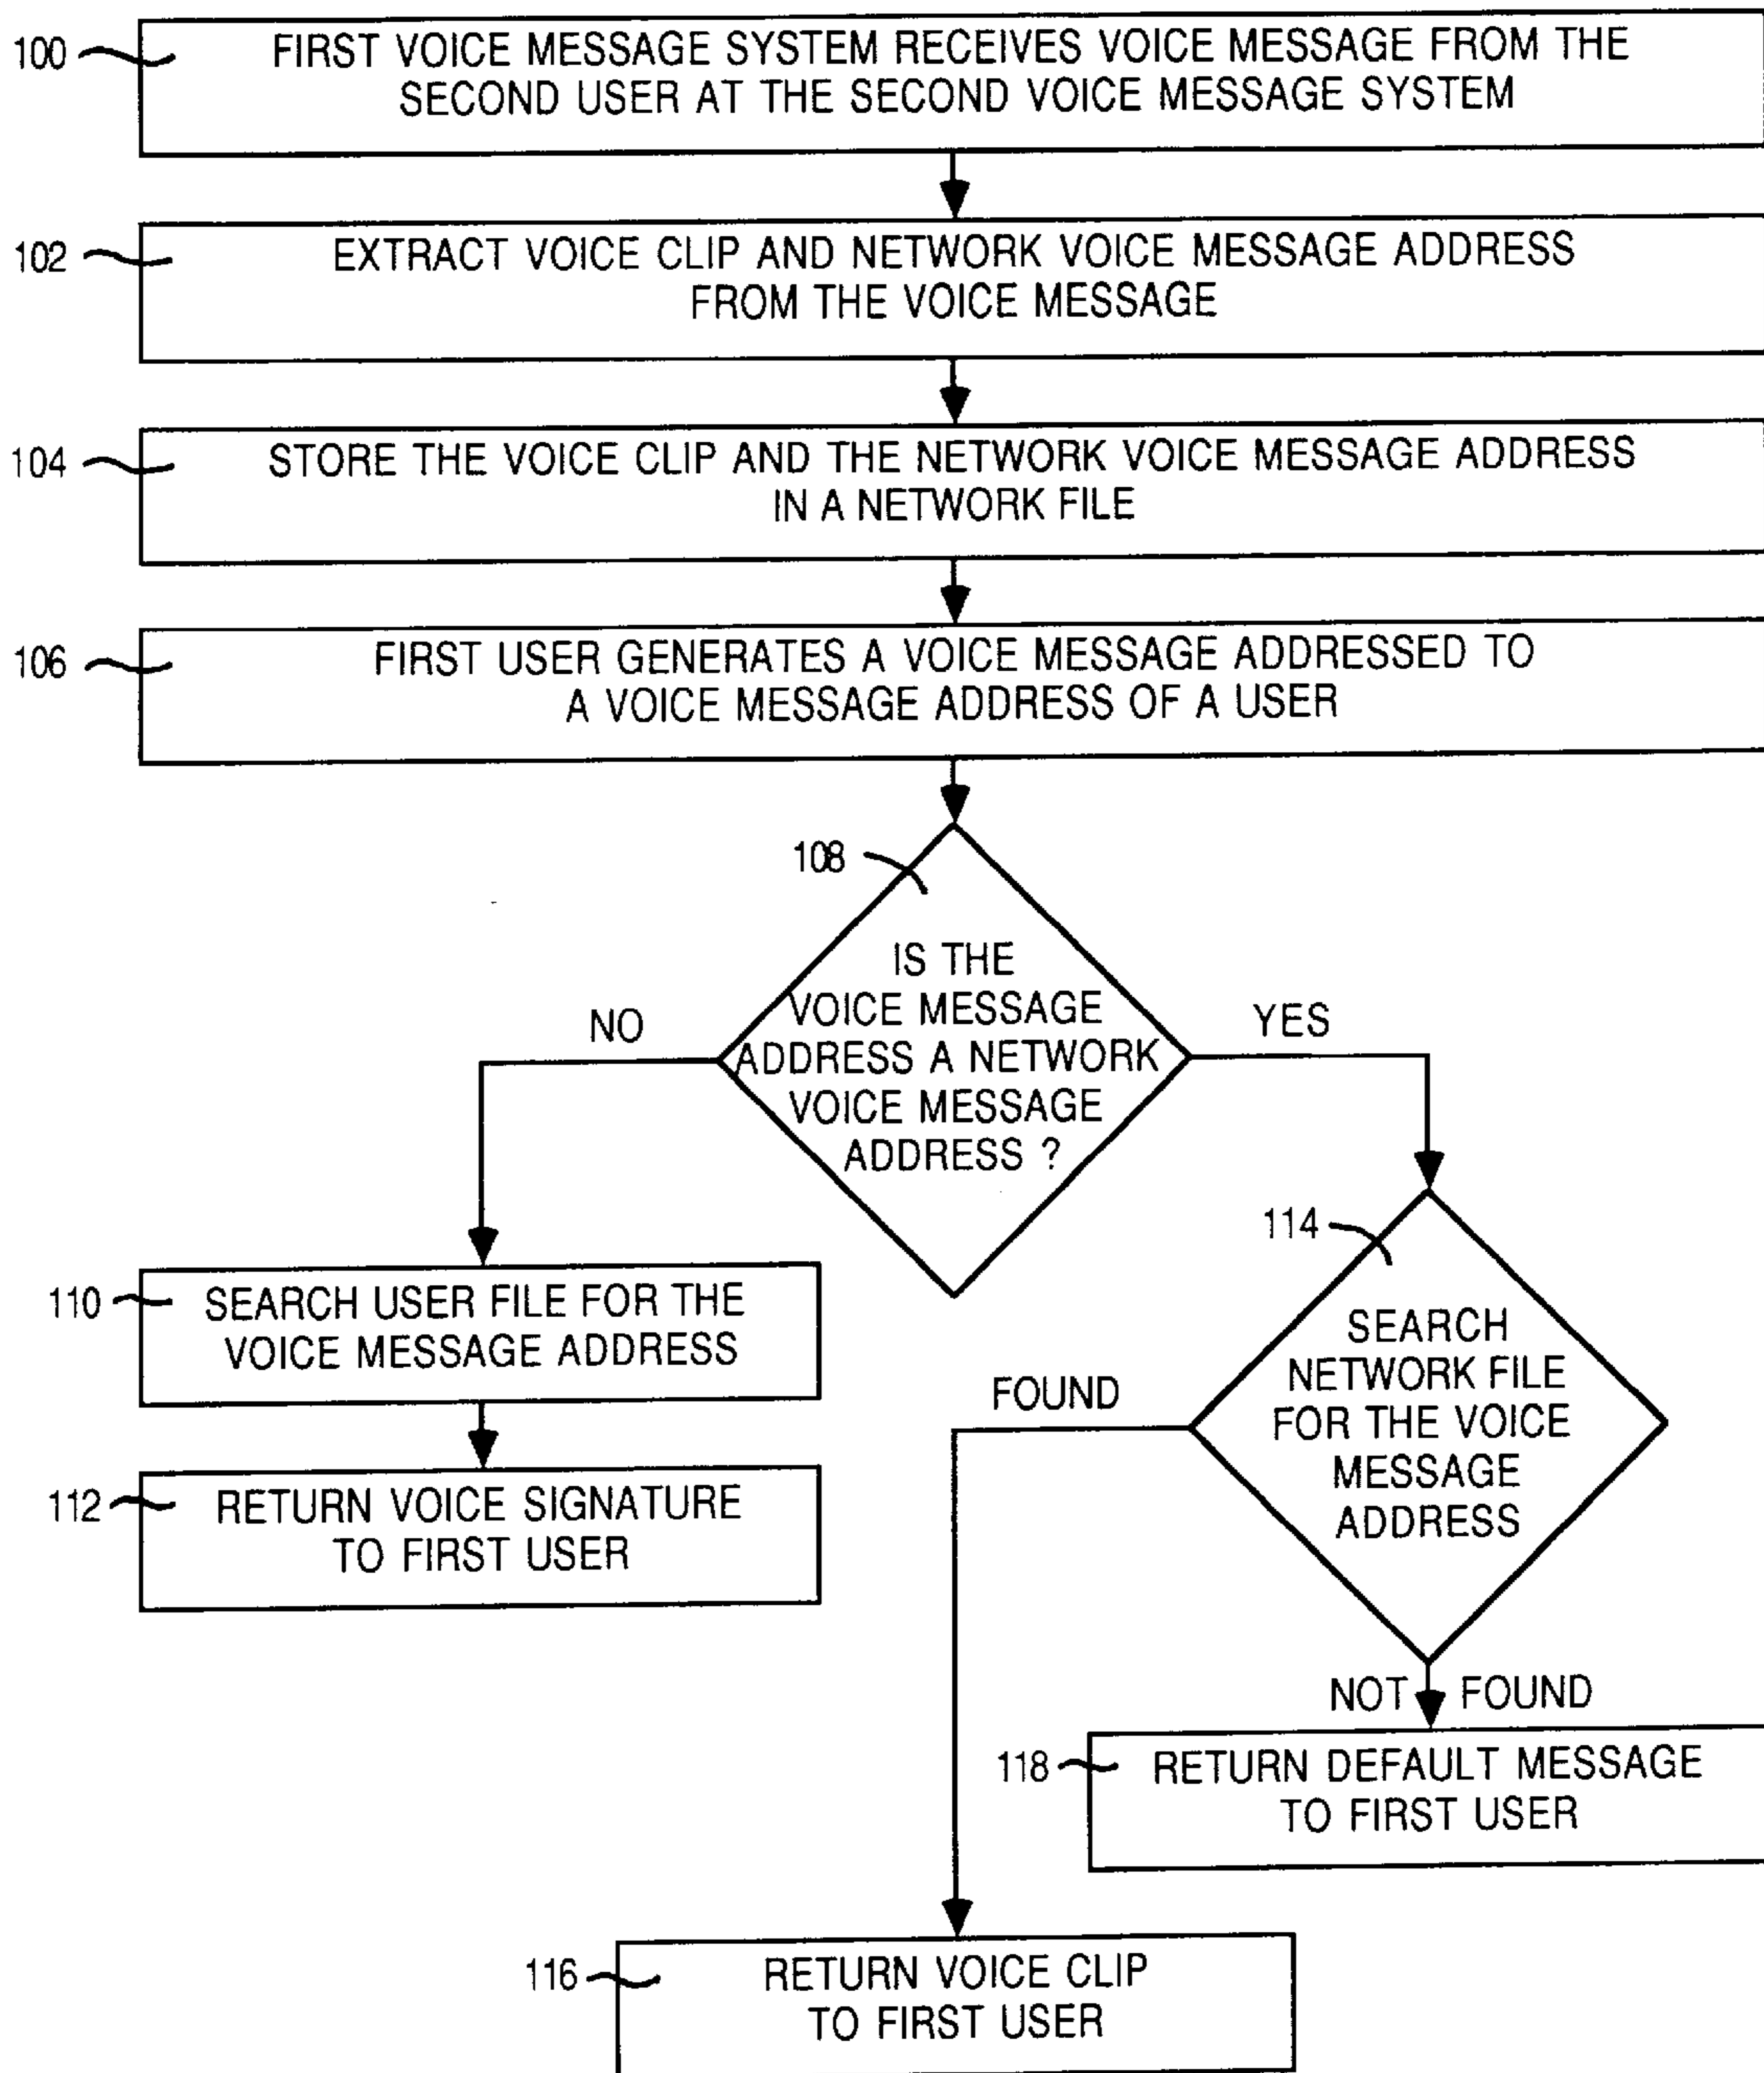 100
FIRST VOICE MESSAGE SYSTEM RECEIVES VOICE MESSAGE FROM THE
SECOND USER AT THE SECOND VOICE MESSAGE SYSTEM
102
EXTRACT VOICE CLIP AND NETWORK VOICE MESSAGE ADDRESS
FROM THE VOICE MESSAGE
104
STORE THE VOICE CLIP AND THE NETWORK VOICE MESSAGE ADDRESS
IN A NETWORK FILE
106
FIRST USER GENERATES A VOICE MESSAGE ADDRESSED TO
A VOICE MESSAGE ADDRESS OF A USER
108
IS THE
VOICE MESSAGE
ADDRESS A NETWORK
VOICE MESSAGE
ADDRESS ?
NO
YES
110
SEARCH USER FILE FOR THE
VOICE MESSAGE ADDRESS
112
RETURN VOICE SIGNATURE
TO FIRST USER
114
SEARCH
NETWORK FILE
FOR THE VOICE
MESSAGE
ADDRESS
FOUND
NOT FOUND
118
RETURN DEFAULT MESSAGE
TO FIRST USER
116
RETURN VOICE CLIP
TO FIRST USER